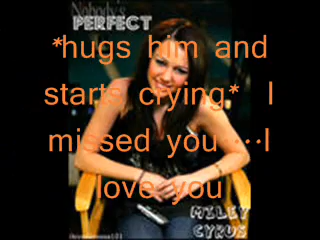 Nobody's
PERFECT
*hugs him and
starts crying* I
missed you ...I
love you
MILEY
CYRUS